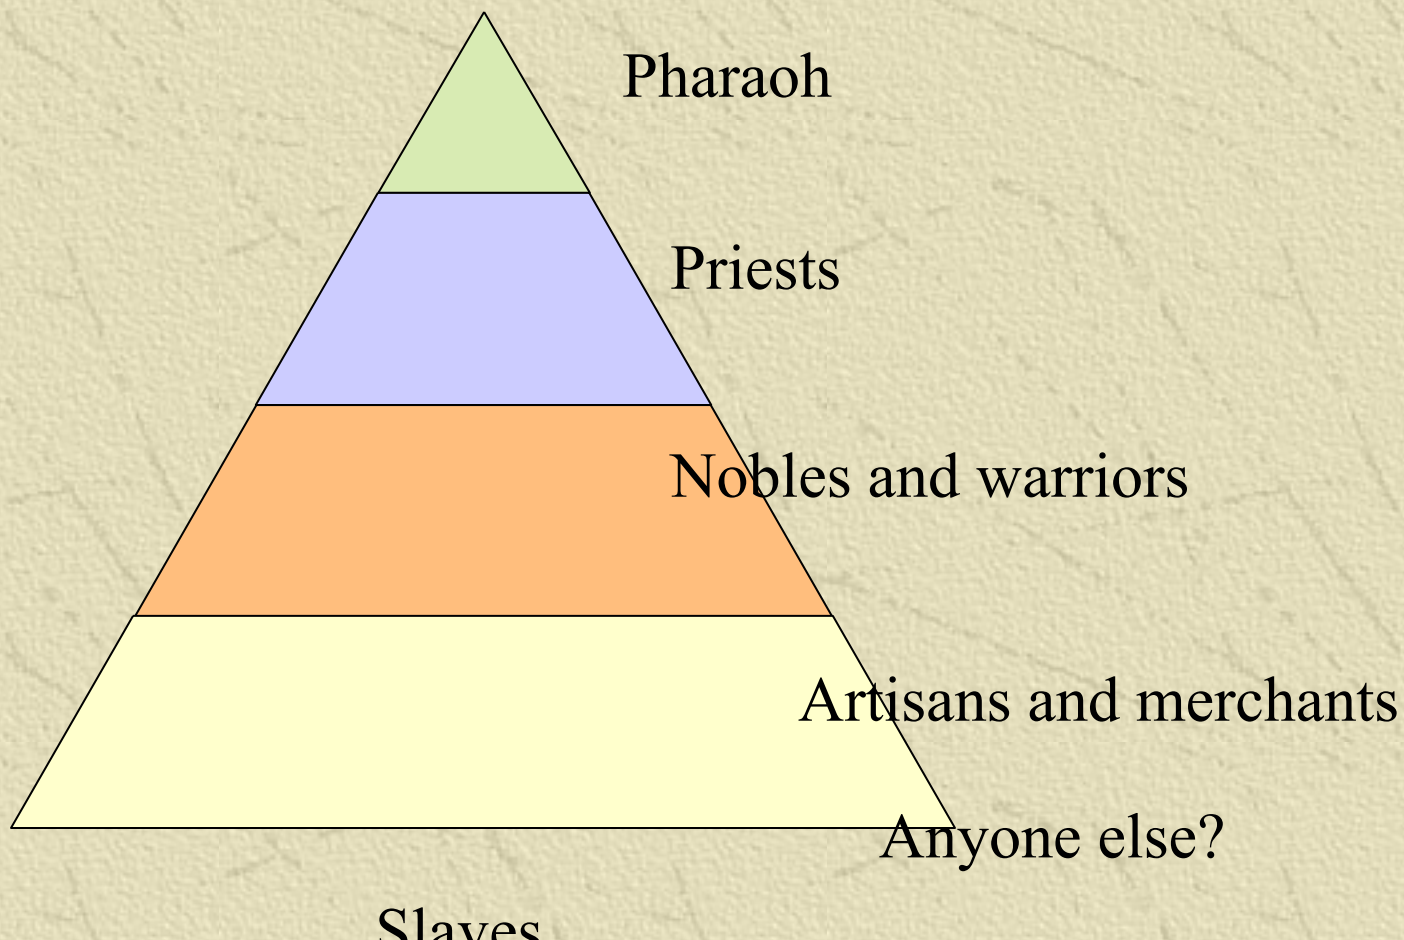 Pharaoh
Priests
Nobles and warriors
Artisans and merchants
Anyone else?
Slaves